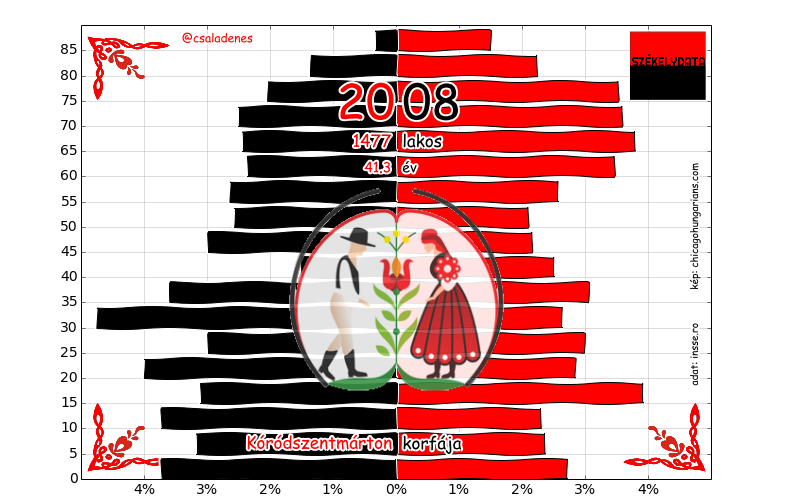 @csaladenes
SZÉKELYDATA
2008
1477 lakos
41,3 év
kép: chicagohungarians.com
adat: insse.ro
Kóródszentmárton korfája
85
80
75
70
65
60
55
50
45
40
35
30
25
20
15
10
5
0
4% 3% 2% 1% 0% 1% 2% 3% 4%